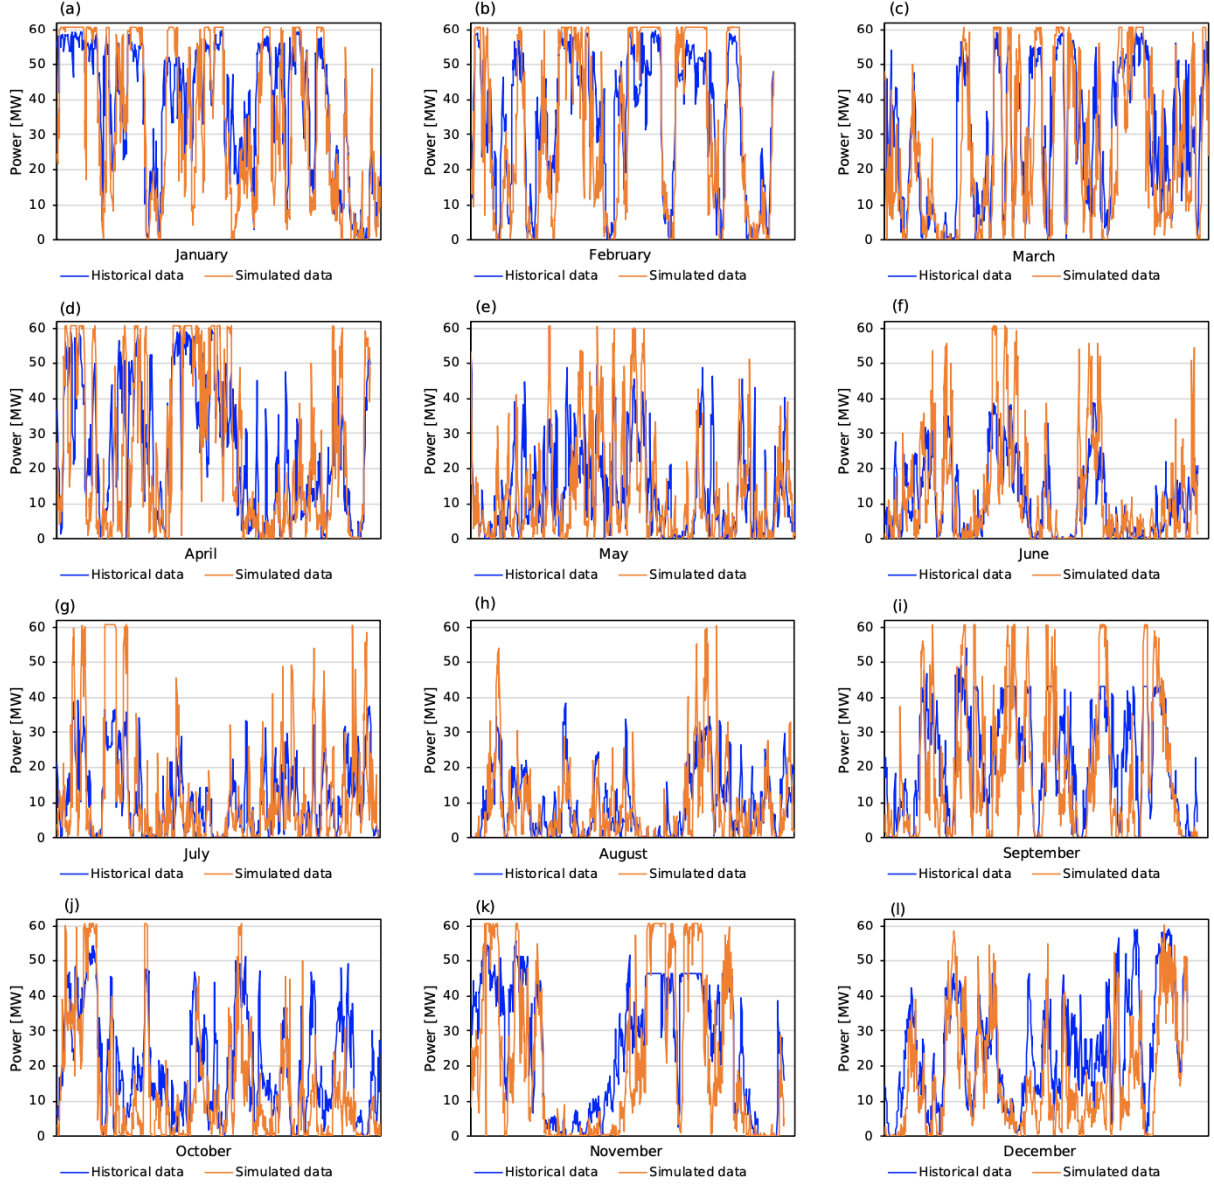 (a) (b) (c)
60 60 60
50 50 50
40 40 40
30 30 30
20 20 20
10 10 10
0 0 0
Power [MW] Power [MW] Power [MW]
January February March
Historical data Simulated data Historical data Simulated data Historical data Simulated data
(d) (e) (f)
60 60 60
50 50 50
40 40 40
30 30 30
20 20 20
10 10 10
0 0 0
Power [MW] Power [MW] Power [MW]
April May June
Historical data Simulated data Historical data Simulated data Historical data Simulated data
(g) (h) (i)
60 60 60
50 50 50
40 40 40
30 30 30
20 20 20
10 10 10
0 0 0
Power [MW] Power [MW] Power [MW]
July August September
Historical data Simulated data Historical data Simulated data Historical data Simulated data
(j) (k) (l)
60 60 60
50 50 50
40 40 40
30 30 30
20 20 20
10 10 10
0 0 0
Power [MW] Power [MW] Power [MW]
October November December
Historical data Simulated data Historical data Simulated data Historical data Simulated data